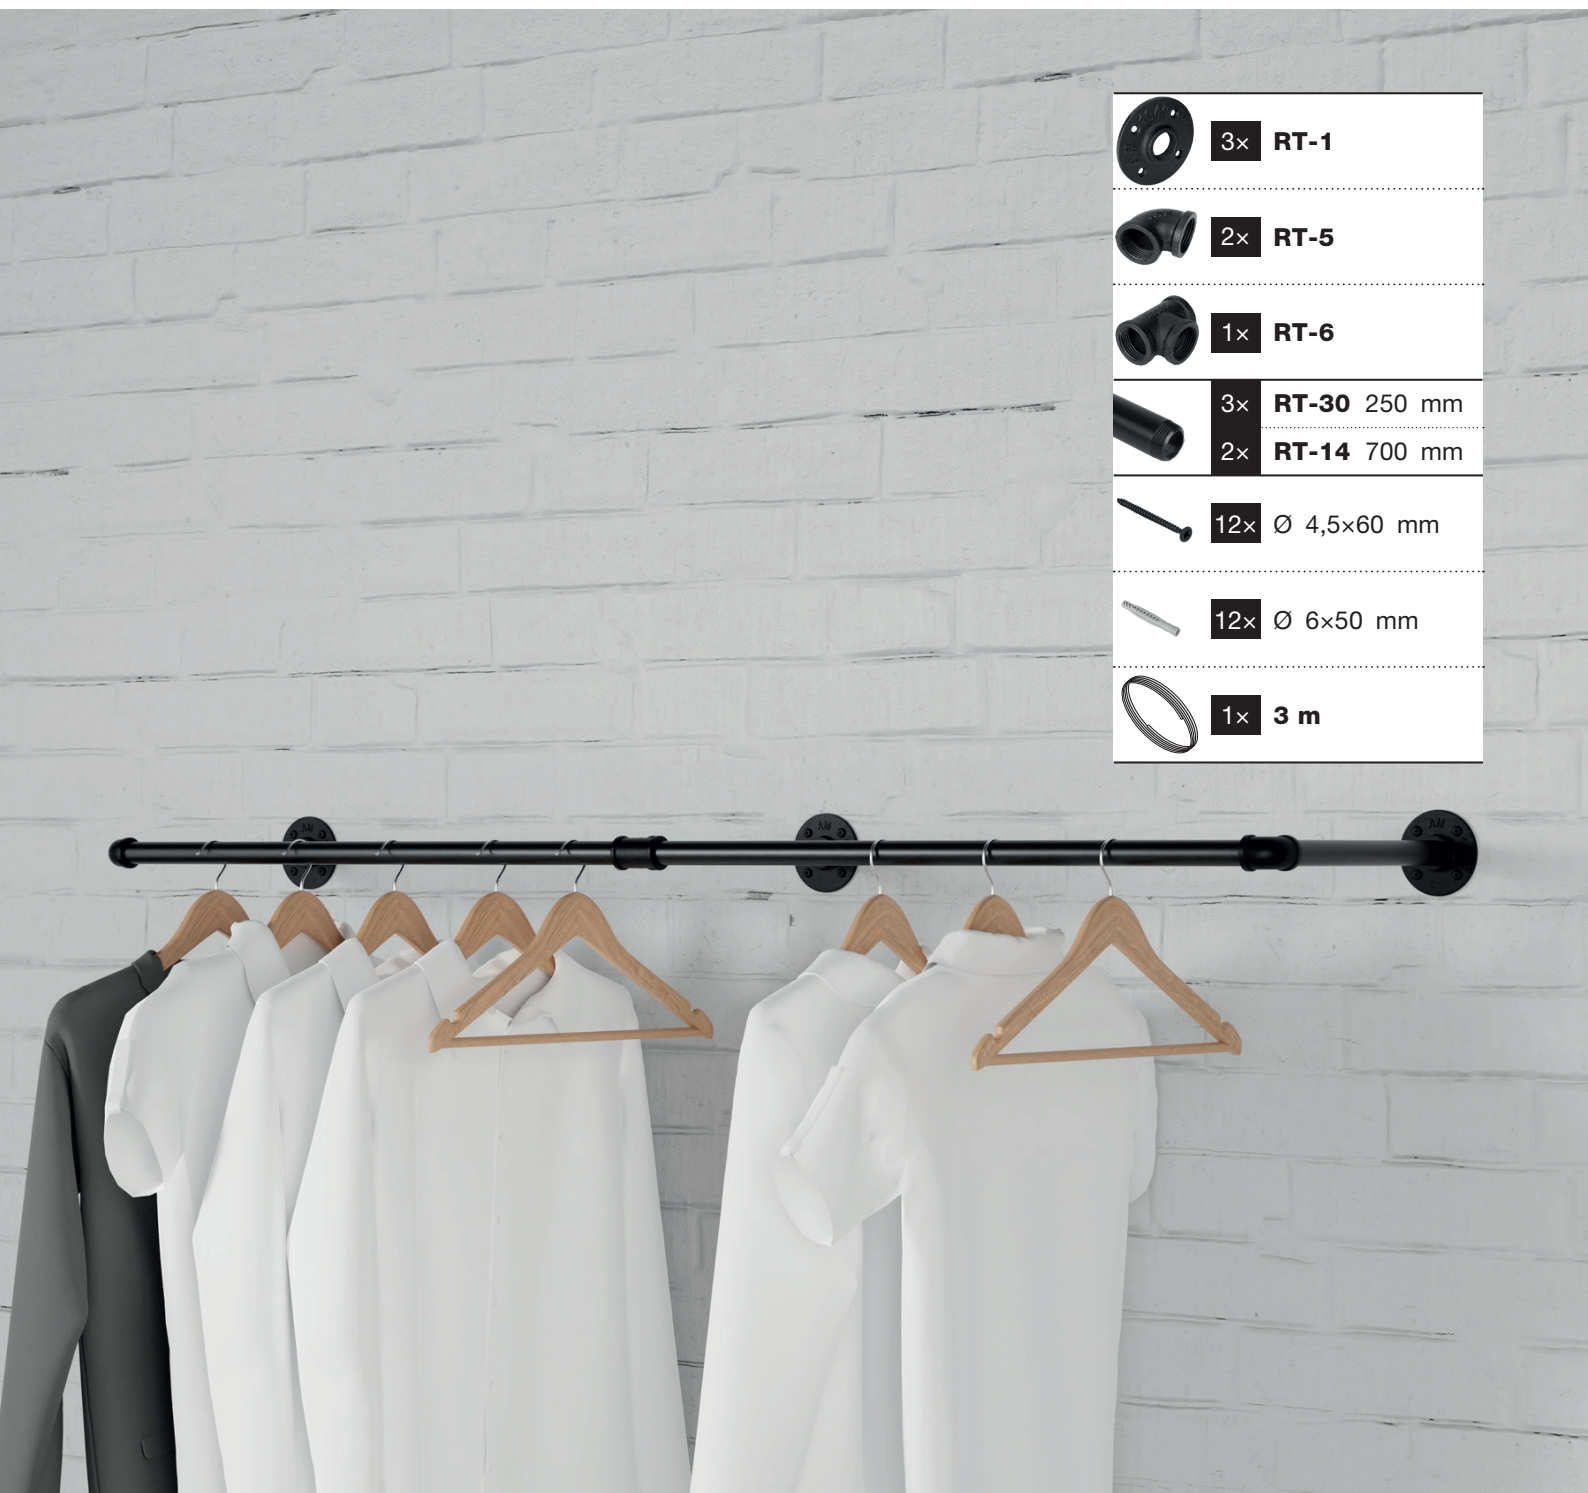 3× RT-1
2× RT-5
1× RT-6
3× RT-30 250 mm
2× RT-14 700 mm
12× Ø 4,5×60 mm
12× Ø 6×50 mm
1× 3 m